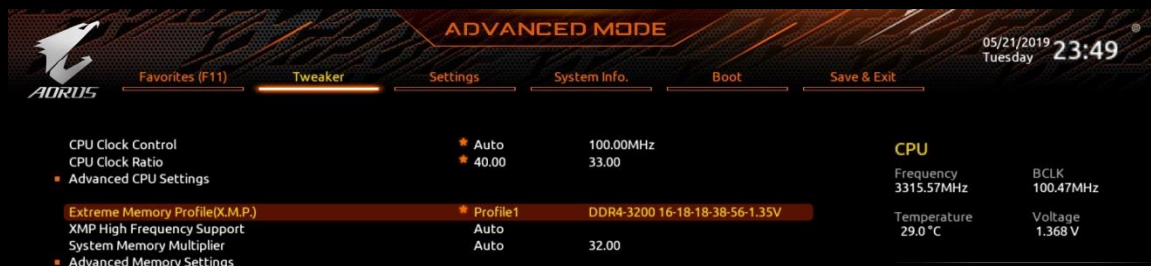 ADVANCED MODE
05/21/2019
Tuesday
23:49
AORUS
Favorites (F11) Tweaker Settings System Info. Boot Save & Exit
CPU Clock Control Auto 100.00MHz
CPU Clock Ratio 40.00 33.00
Advanced CPU Settings
Extreme Memory Profile(X.M.P.) Profile1 DDR4-3200 16-18-18-38-56-1.35V
XMP High Frequency Support Auto
System Memory Multiplier Auto 32.00
Advanced Memory Settings
CPU
Frequency BCLK
3315.57MHz 100.47MHz
Temperature Voltage
29.0 °C 1.368 V